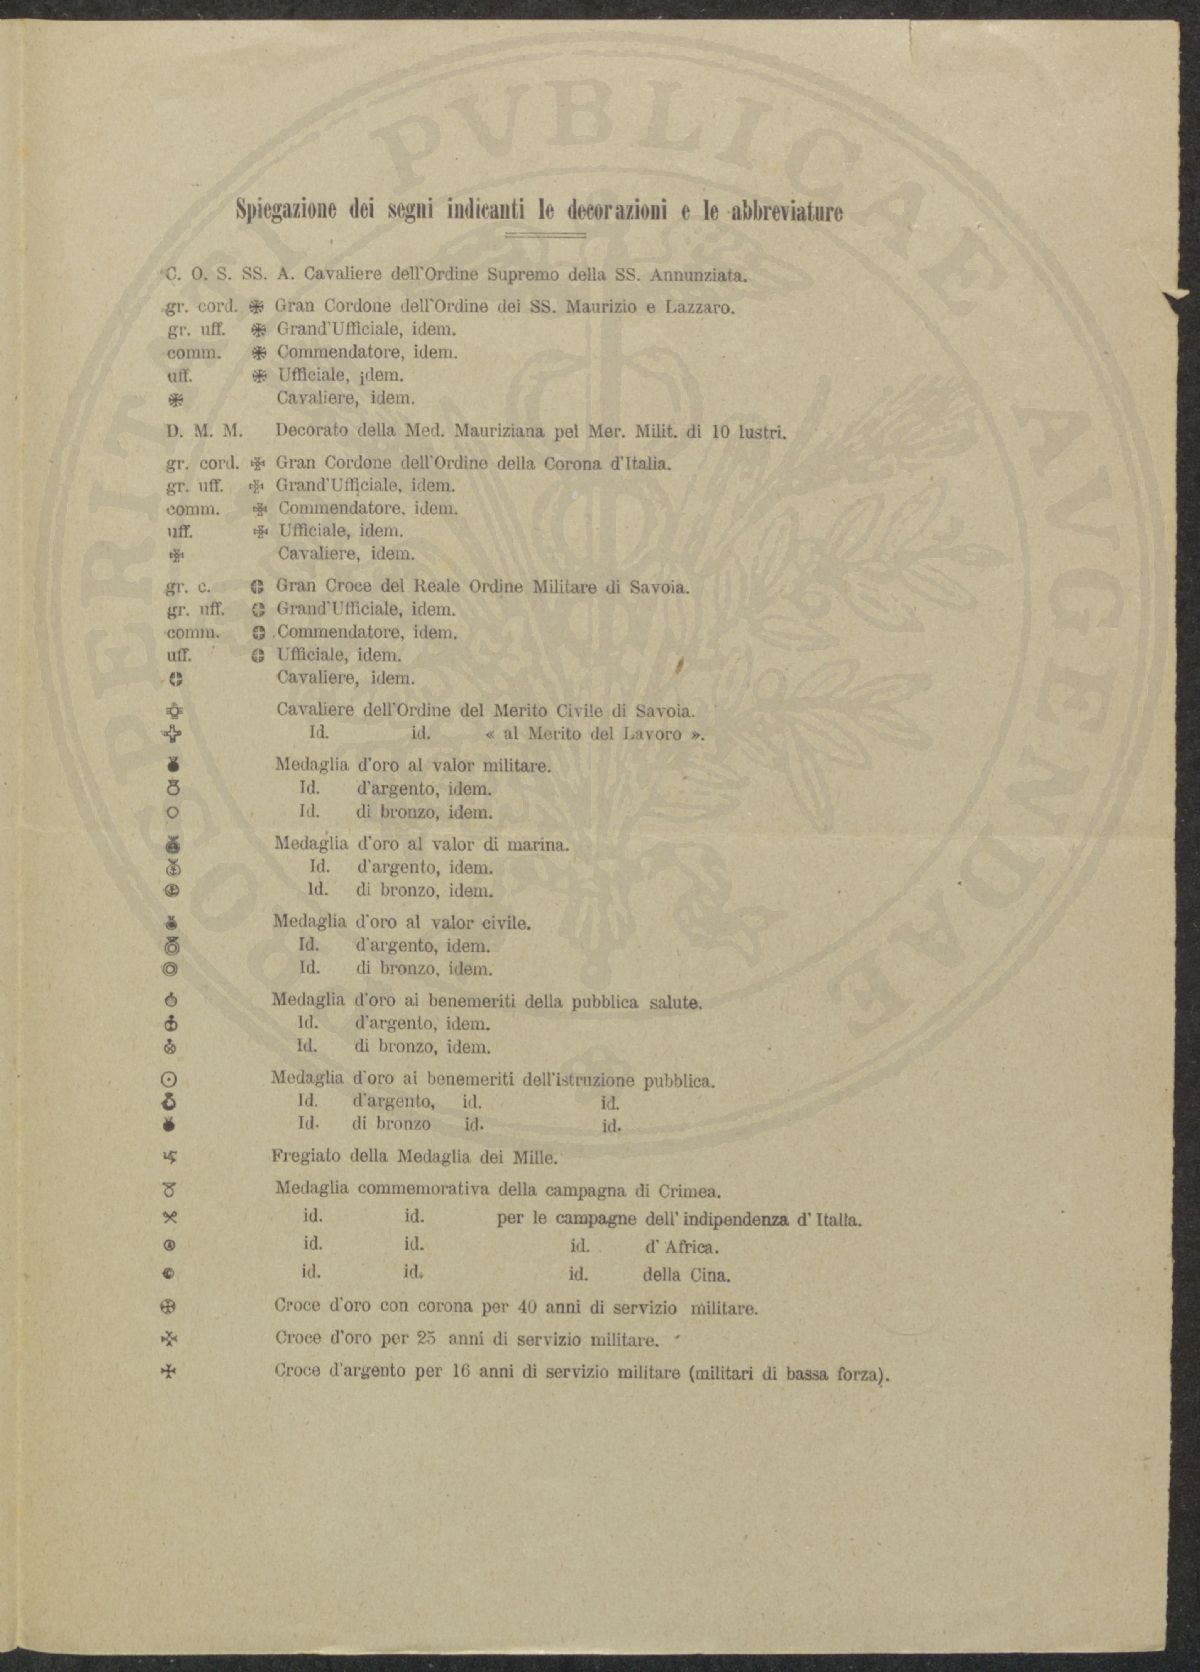 PROSPERITATI PVBLICAE AVGENDAE
Spiegazione dei segni indicanti le decorazioni e le abbreviature
C. O. S. SS. A. Cavaliere dell'Ordine Supremo della SS. Annunziata.
gr. cord. Gran Cordone dell'Ordine dei SS. Maurizio e Lazzaro.
gr. uff. Grand'Ufficiale, idem.
comm. Commendatore, idem.
uff. Ufficiale, idem.
Cavaliere, idem.
D. M. M. Decorato della Med. Mauriziana pel Mer. Milit. di 10 lustri.
gr. cord. Gran Cordone dell'Ordine della Corona d'Italia.
gr. uff. Grand'Ufficiale, idem.
comm. Commendatore, idem.
uff. Ufficiale, idem.
Cavaliere, idem.
gr. c. Gran Croce del Reale Ordine Militare di Savoia.
gr. uff. Grand'Ufficiale, idem.
comm. Commendatore, idem.
uff. Ufficiale, idem.
Cavaliere, idem.
Cavaliere dell'Ordine del Merito Civile di Savoia.
Id. id. « al Merito del Lavoro ».
Medaglia d'oro al valor militare.
Id. d'argento, idem.
Id. di bronzo, idem.
Medaglia d'oro al valor di marina.
Id. d'argento, idem.
Id. di bronzo, idem.
Medaglia d'oro al valor civile.
Id. d'argento, idem.
Id. di bronzo, idem.
Medaglia d'oro ai benemeriti della pubblica salute.
Id. d'argento, idem.
Id. di bronzo, idem.
Medaglia d'oro ai benemeriti dell'istruzione pubblica.
Id. d'argento, id. id.
Id. di bronzo id. id.
Fregiato della Medaglia dei Mille.
Medaglia commemorativa della campagna di Crimea.
id. id. per le campagne dell' indipendenza d' Italia.
id. id. id. d' Africa.
id. id. id. della Cina.
Croce d'oro con corona per 40 anni di servizio militare.
Croce d'oro per 25 anni di servizio militare.
Croce d'argento per 16 anni di servizio militare (militari di bassa forza).